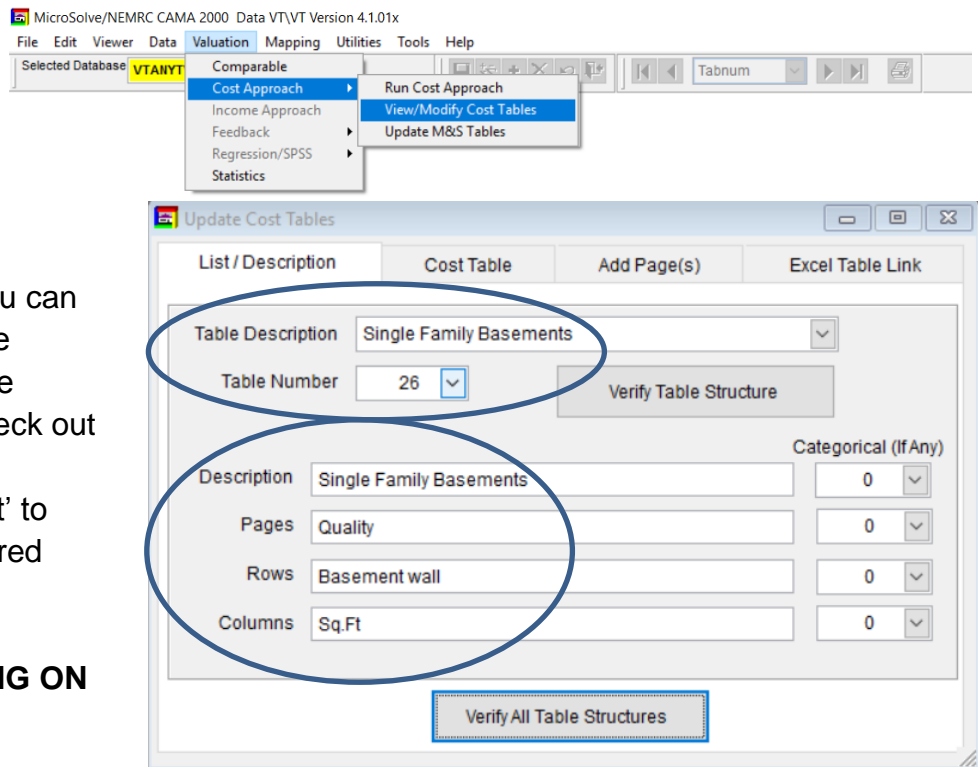 MicroSolve/NEMRC CAMA 2000 Data VT\VT Version 4.1.01x
File Edit Viewer Data Valuation Mapping Utilities Tools Help
Selected Database VTANYT Tabnum
Comparable
Cost Approach
Income Approach
Feedback
Regression/SPSS
Statistics
Run Cost Approach
View/Modify Cost Tables
Update M&S Tables
Update Cost Tables
List / Description Cost Table Add Page(s) Excel Table Link
Table Description Single Family Basements
Table Number 26 Verify Table Structure
Categorical (If Any)
Description Single Family Basements 0
Pages Quality 0
Rows Basement wall 0
Columns Sq.Ft 0
Verify All Table Structures
u can
e
e
eck out
t’ to
red
NG ON